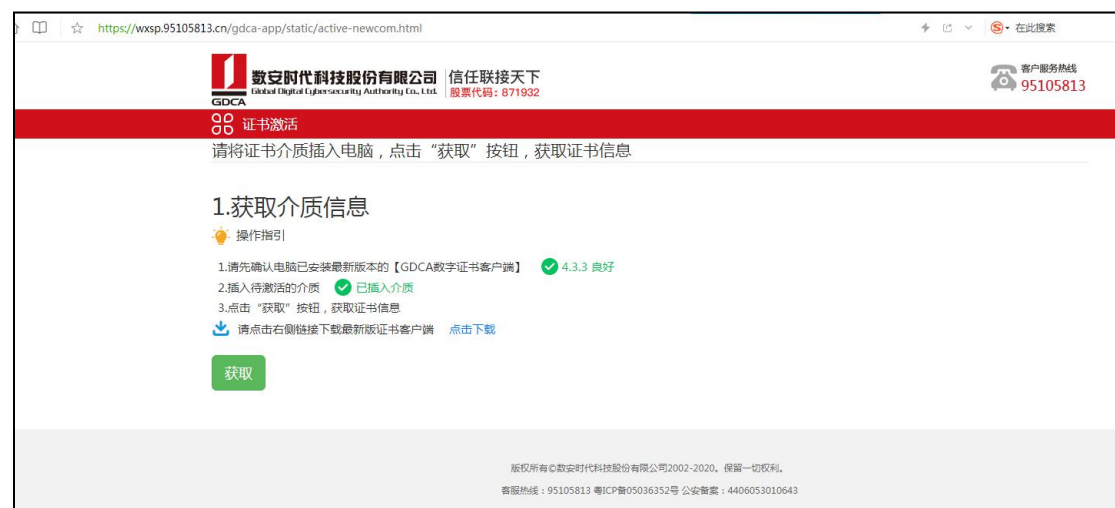 https://wxsp.95105813.cn/gdca-app/static/active-newcom.html
在此搜索
数安时代科技股份有限公司
Global Digital Cybersecurity Authority Co., Ltd.
GDCA
信任联接天下
股票代码：871932
客户服务热线
95105813
证书激活
请将证书介质插入电脑，点击“获取”按钮，获取证书信息
1.获取介质信息
操作指引
1.请先确认电脑已安装最新版本的【GDCA数字证书客户端】 4.3.3 良好
2.插入待激活的介质 已插入介质
3.点击“获取”按钮，获取证书信息
请点击右侧链接下载最新版证书客户端 点击下载
获取
版权所有©数安时代科技股份有限公司2002-2020。保留一切权利。
客服热线：95105813 粤ICP备05036352号 公安备案：4406053010643